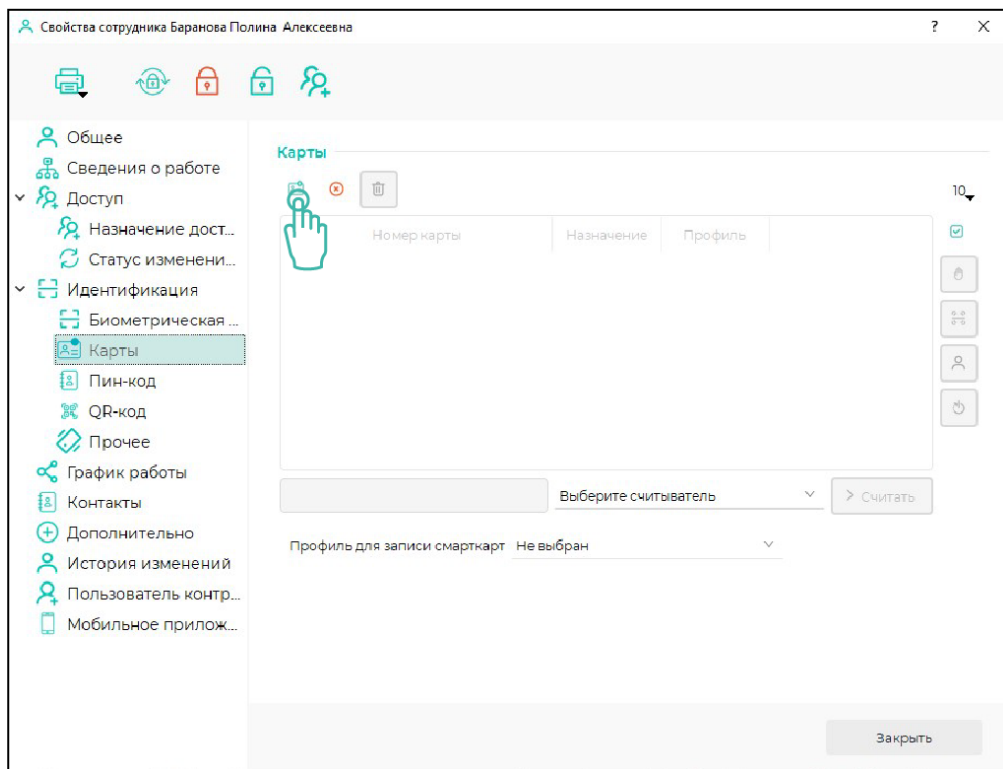 Свойства сотрудника Баранова Полина Алексеевна
?
Общее
Сведения о работе
Доступ
Назначение дост...
Статус изменени...
Идентификация
Биометрическая ...
Карты
Пин-код
QR-код
Прочее
График работы
Контакты
Дополнительно
История изменений
Пользователь контр...
Мобильное прилож...
Карты
10
Номер карты Назначение Профиль
Выберите считыватель
> Считать
Профиль для записи смарткарт Не выбран
Закрыть